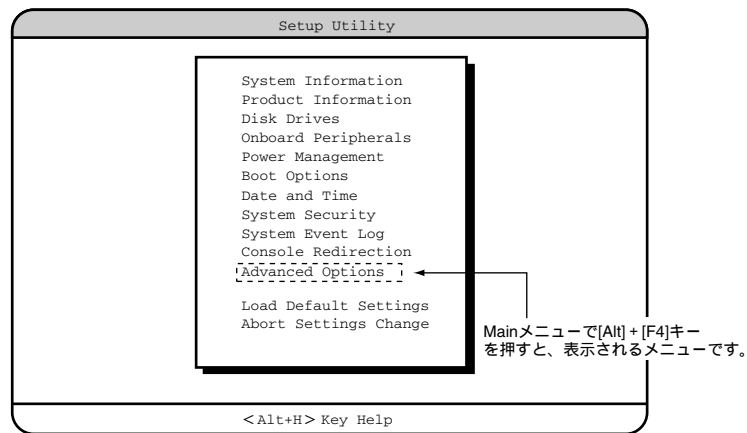 Setup Utility
System Information
Product Information
Disk Drives
Onboard Peripherals
Power Management
Boot Options
Date and Time
System Security
System Event Log
Console Redirection
Advanced Options
Load Default Settings
Abort Settings Change
Mainメニューで[Alt]+[F4]キー
を押すと、表示されるメニューです。
<Alt+H> Key Help